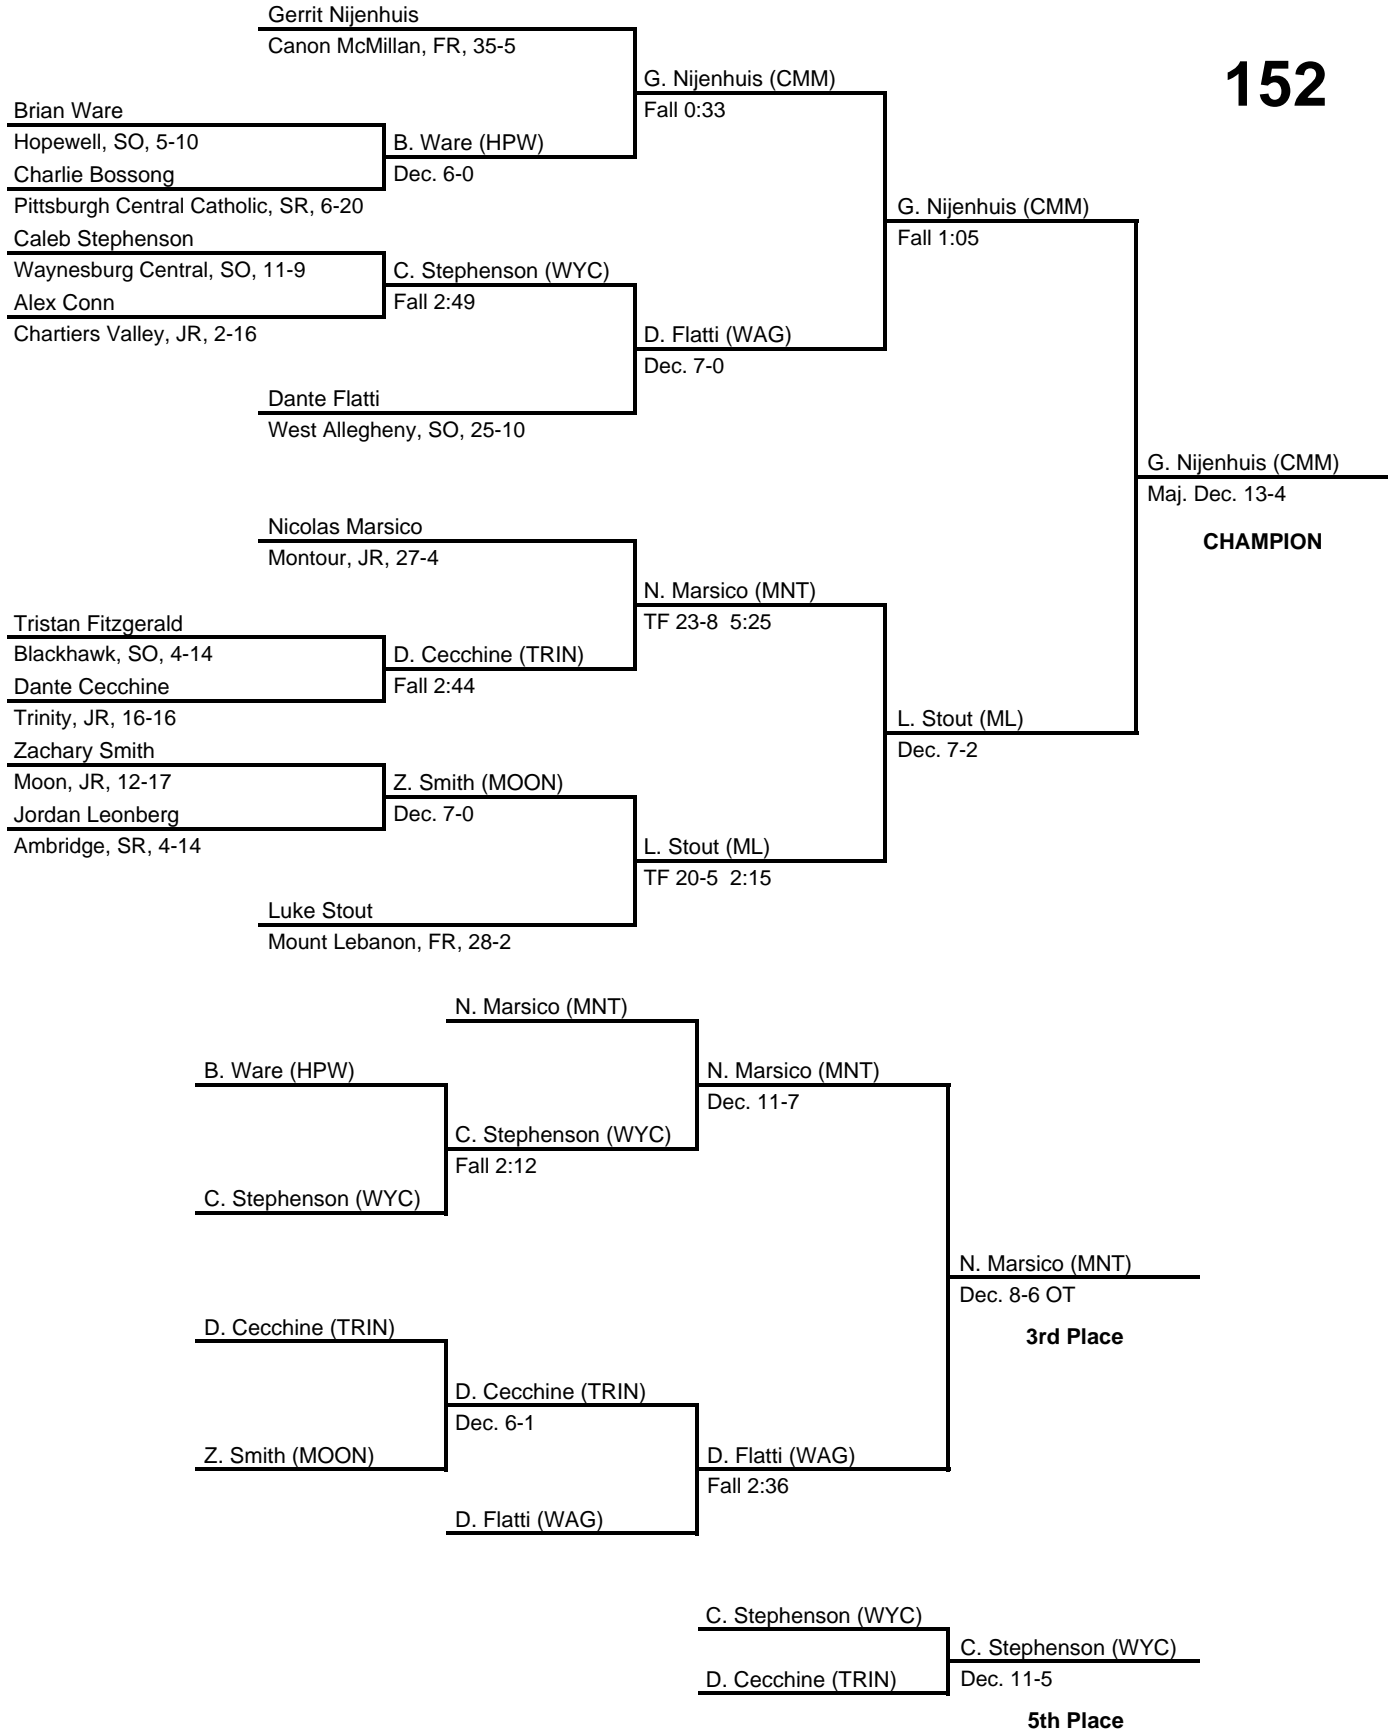 Gerrit Nijenhuis
Canon McMillan, FR, 35-5
152
G. Nijenhuis (CMM)
Fall 0:33
Brian Ware
Hopewell, SO, 5-10
B. Ware (HPW)
Charlie Bossong
Dec. 6-0
Pittsburgh Central Catholic, SR, 6-20
G. Nijenhuis (CMM)
Fall 1:05
Caleb Stephenson
Waynesburg Central, SO, 11-9
C. Stephenson (WYC)
Alex Conn
Fall 2:49
Chartiers Valley, JR, 2-16
D. Flatti (WAG)
Dec. 7-0
Dante Flatti
West Allegheny, SO, 25-10
G. Nijenhuis (CMM)
Maj. Dec. 13-4
CHAMPION
Nicolas Marsico
Montour, JR, 27-4
N. Marsico (MNT)
TF 23-8 5:25
Tristan Fitzgerald
Blackhawk, SO, 4-14
D. Cecchine (TRIN)
Dante Cecchine
Fall 2:44
Trinity, JR, 16-16
L. Stout (ML)
Dec. 7-2
Zachary Smith
Moon, JR, 12-17
Z. Smith (MOON)
Jordan Leonberg
Dec. 7-0
Ambridge, SR, 4-14
L. Stout (ML)
TF 20-5 2:15
Luke Stout
Mount Lebanon, FR, 28-2
N. Marsico (MNT)
B. Ware (HPW)
N. Marsico (MNT)
Dec. 11-7
C. Stephenson (WYC)
Fall 2:12
C. Stephenson (WYC)
N. Marsico (MNT)
Dec. 8-6 OT
3rd Place
D. Cecchine (TRIN)
D. Cecchine (TRIN)
Dec. 6-1
Z. Smith (MOON)
D. Flatti (WAG)
Fall 2:36
D. Flatti (WAG)
C. Stephenson (WYC)
C. Stephenson (WYC)
D. Cecchine (TRIN)
Dec. 11-5
5th Place